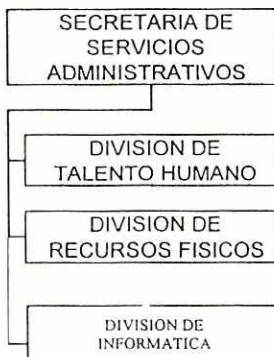 SECRETARIA DE
SERVICIOS
ADMINISTRATIVOS
DIVISION DE
TALENTO HUMANO
DIVISION DE
RECURSOS FISICOS
DIVISION DE
INFORMATICA